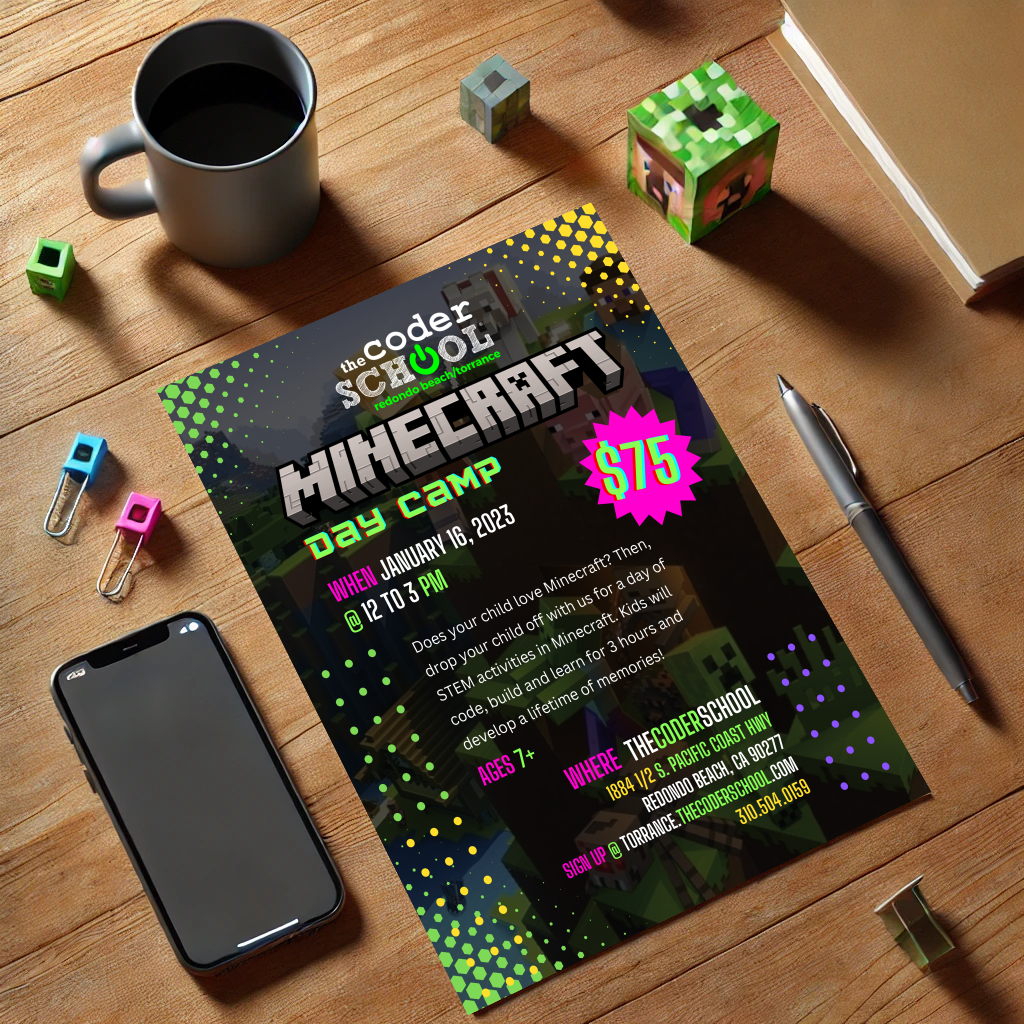 theCoder
SCHOOL
redondo beach/torrance
MINECRAFT
Day Camp
$75
WHEN JANUARY 16, 2023
@ 12 TO 3 PM
Does your child love Minecraft? Then,
drop your child off with us for a day of
STEM activities in Minecraft. Kids will
code, build and learn for 3 hours and
develop a lifetime of memories!
AGES 7+
WHERE THECODERSCHOOL
1884 1/2 S. PACIFIC COAST HWY
REDONDO BEACH, CA 90277
SIGN UP @ TORRANCE.THECODERSCHOOL.COM
310.504.0159